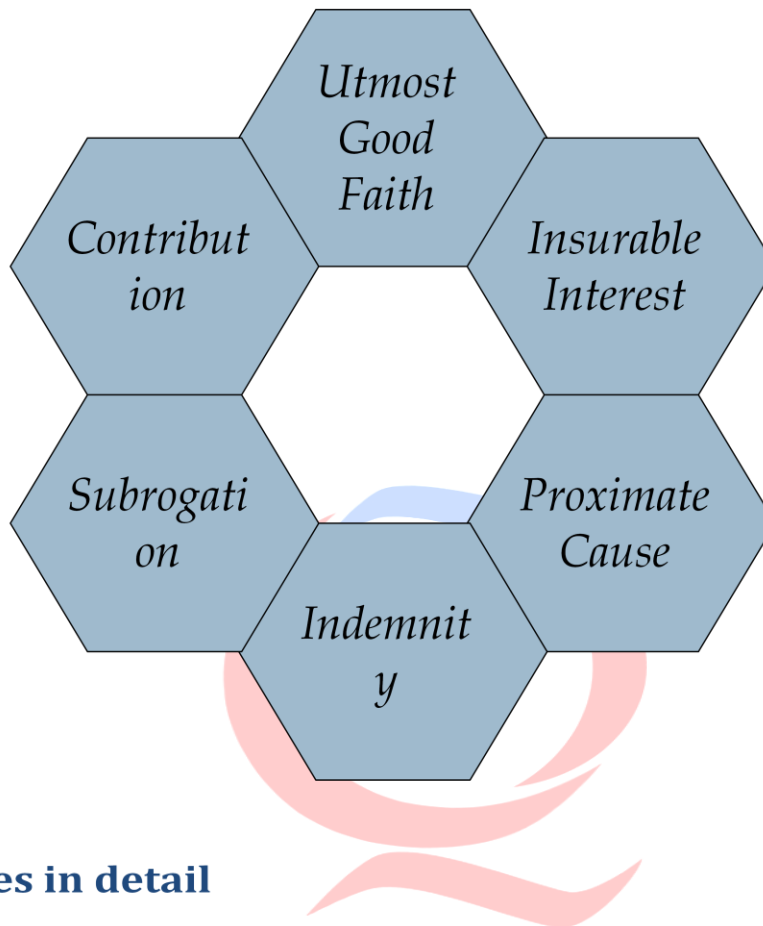 Utmost
Good
Faith
Contribut
ion
Insurable
Interest
Subrogati
on
Proximate
Cause
Indemnit
y
es in detail